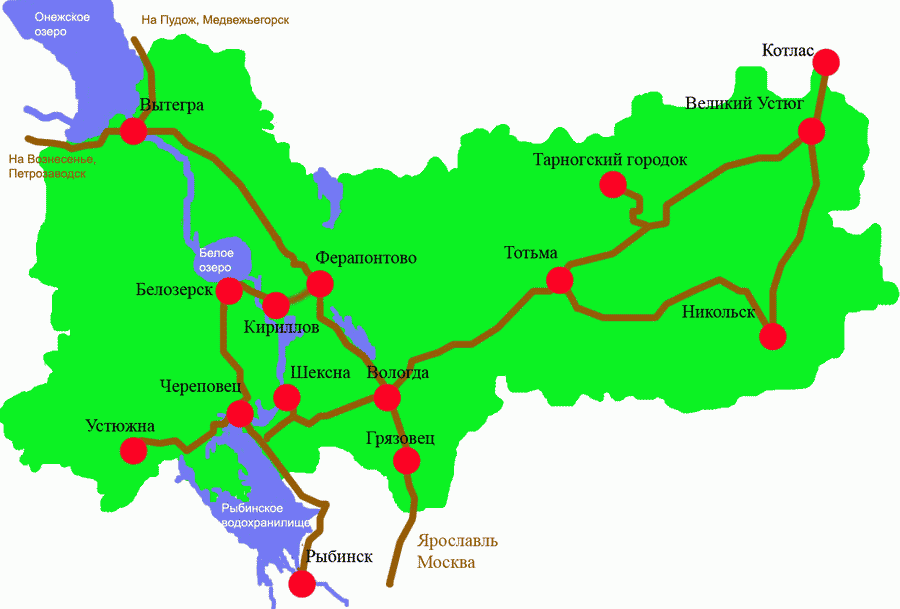 Онежское
озеро
На Пудож, Медвежьегорск
Котлас
Вытегра
Великий Устюг
На Вознесенье,
Петрозаводск
Тарногский городок
Белое
озеро
Ферапонтово
Тотьма
Белозерск
Кириллов
Никольск
Шексна
Вологда
Череповец
Устюжна
Грязовец
Рыбинское
водохранилище
Ярославль
Москва
Рыбинск